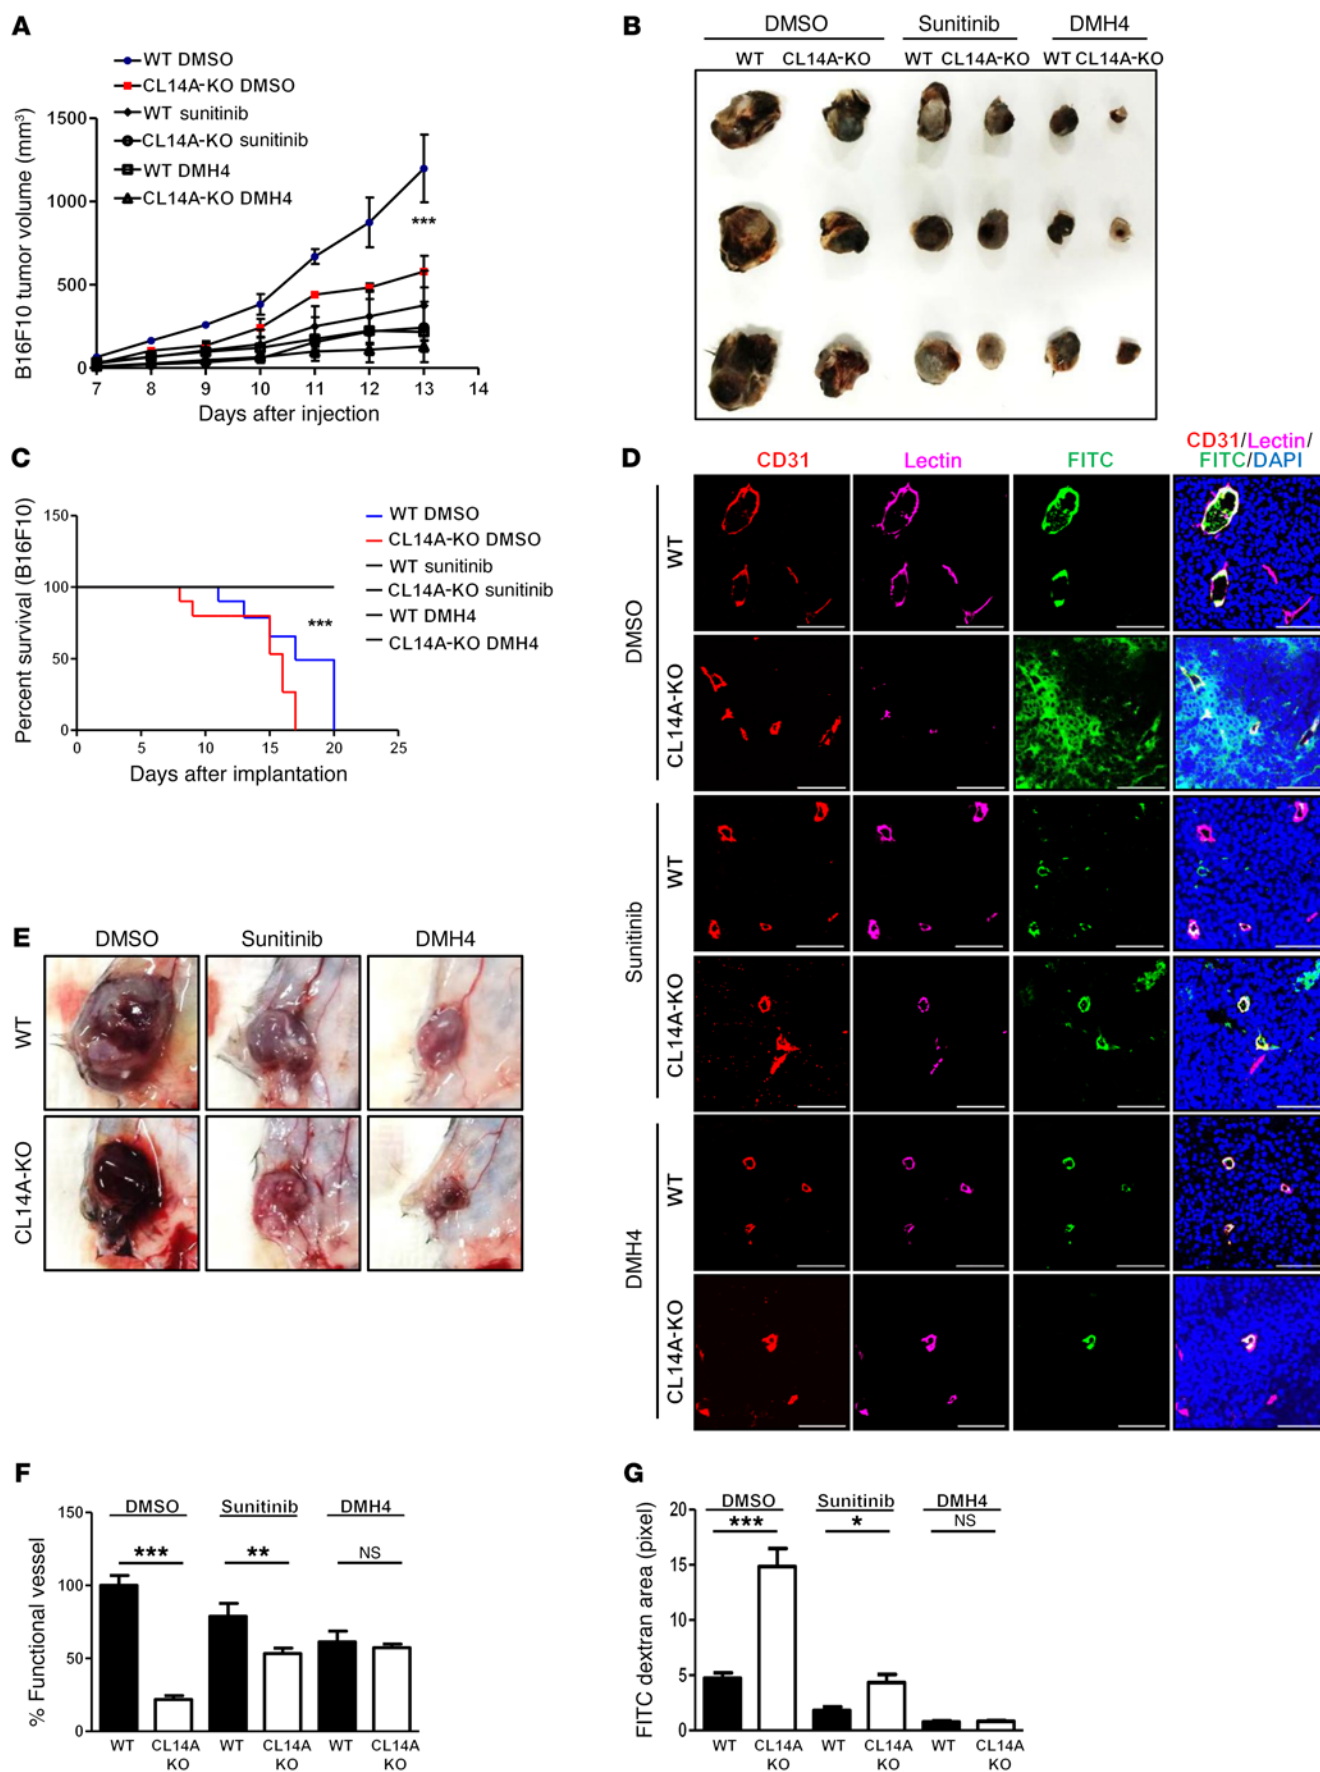 A
WT DMSO
CL14A-KO DMSO
WT sunitinib
CL14A-KO sunitinib
WT DMH4
CL14A-KO DMH4
B16F10 tumor volume (mm³)
1500
1000
500
0
***
7 8 9 10 11 12 13 14
Days after injection
B
DMSO Sunitinib DMH4
WT CL14A-KO WT CL14A-KO WT CL14A-KO
C
Percent survival (B16F10)
150
100
50
0
WT DMSO
CL14A-KO DMSO
WT sunitinib
CL14A-KO sunitinib
WT DMH4
CL14A-KO DMH4
***
0 5 10 15 20 25
Days after implantation
D
CD31 Lectin FITC CD31/Lectin/
FITC/DAPI
DMSO
WT
CL14A-KO
Sunitinib
WT
CL14A-KO
DMH4
WT
CL14A-KO
E
DMSO Sunitinib DMH4
WT
CL14A-KO
F
% Functional vessel
150
100
50
0
DMSO Sunitinib DMH4
*** ** NS
WT CL14A WT CL14A WT CL14A
KO KO KO
G
FITC dextran area (pixel)
20
15
10
5
0
DMSO Sunitinib DMH4
*** * NS
WT CL14A WT CL14A WT CL14A
KO KO KO